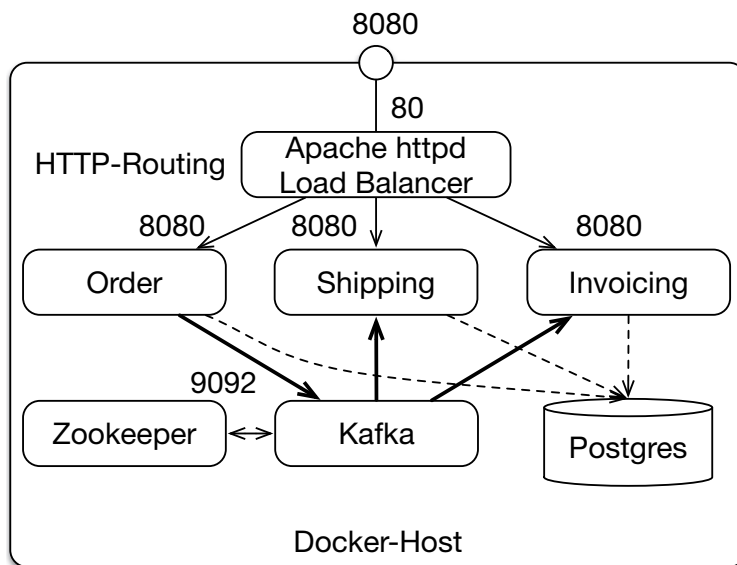 8080
80
HTTP-Routing
Apache httpd
Load Balancer
8080
8080
8080
Order
Shipping
Invoicing
9092
Zookeeper
Kafka
Postgres
Docker-Host